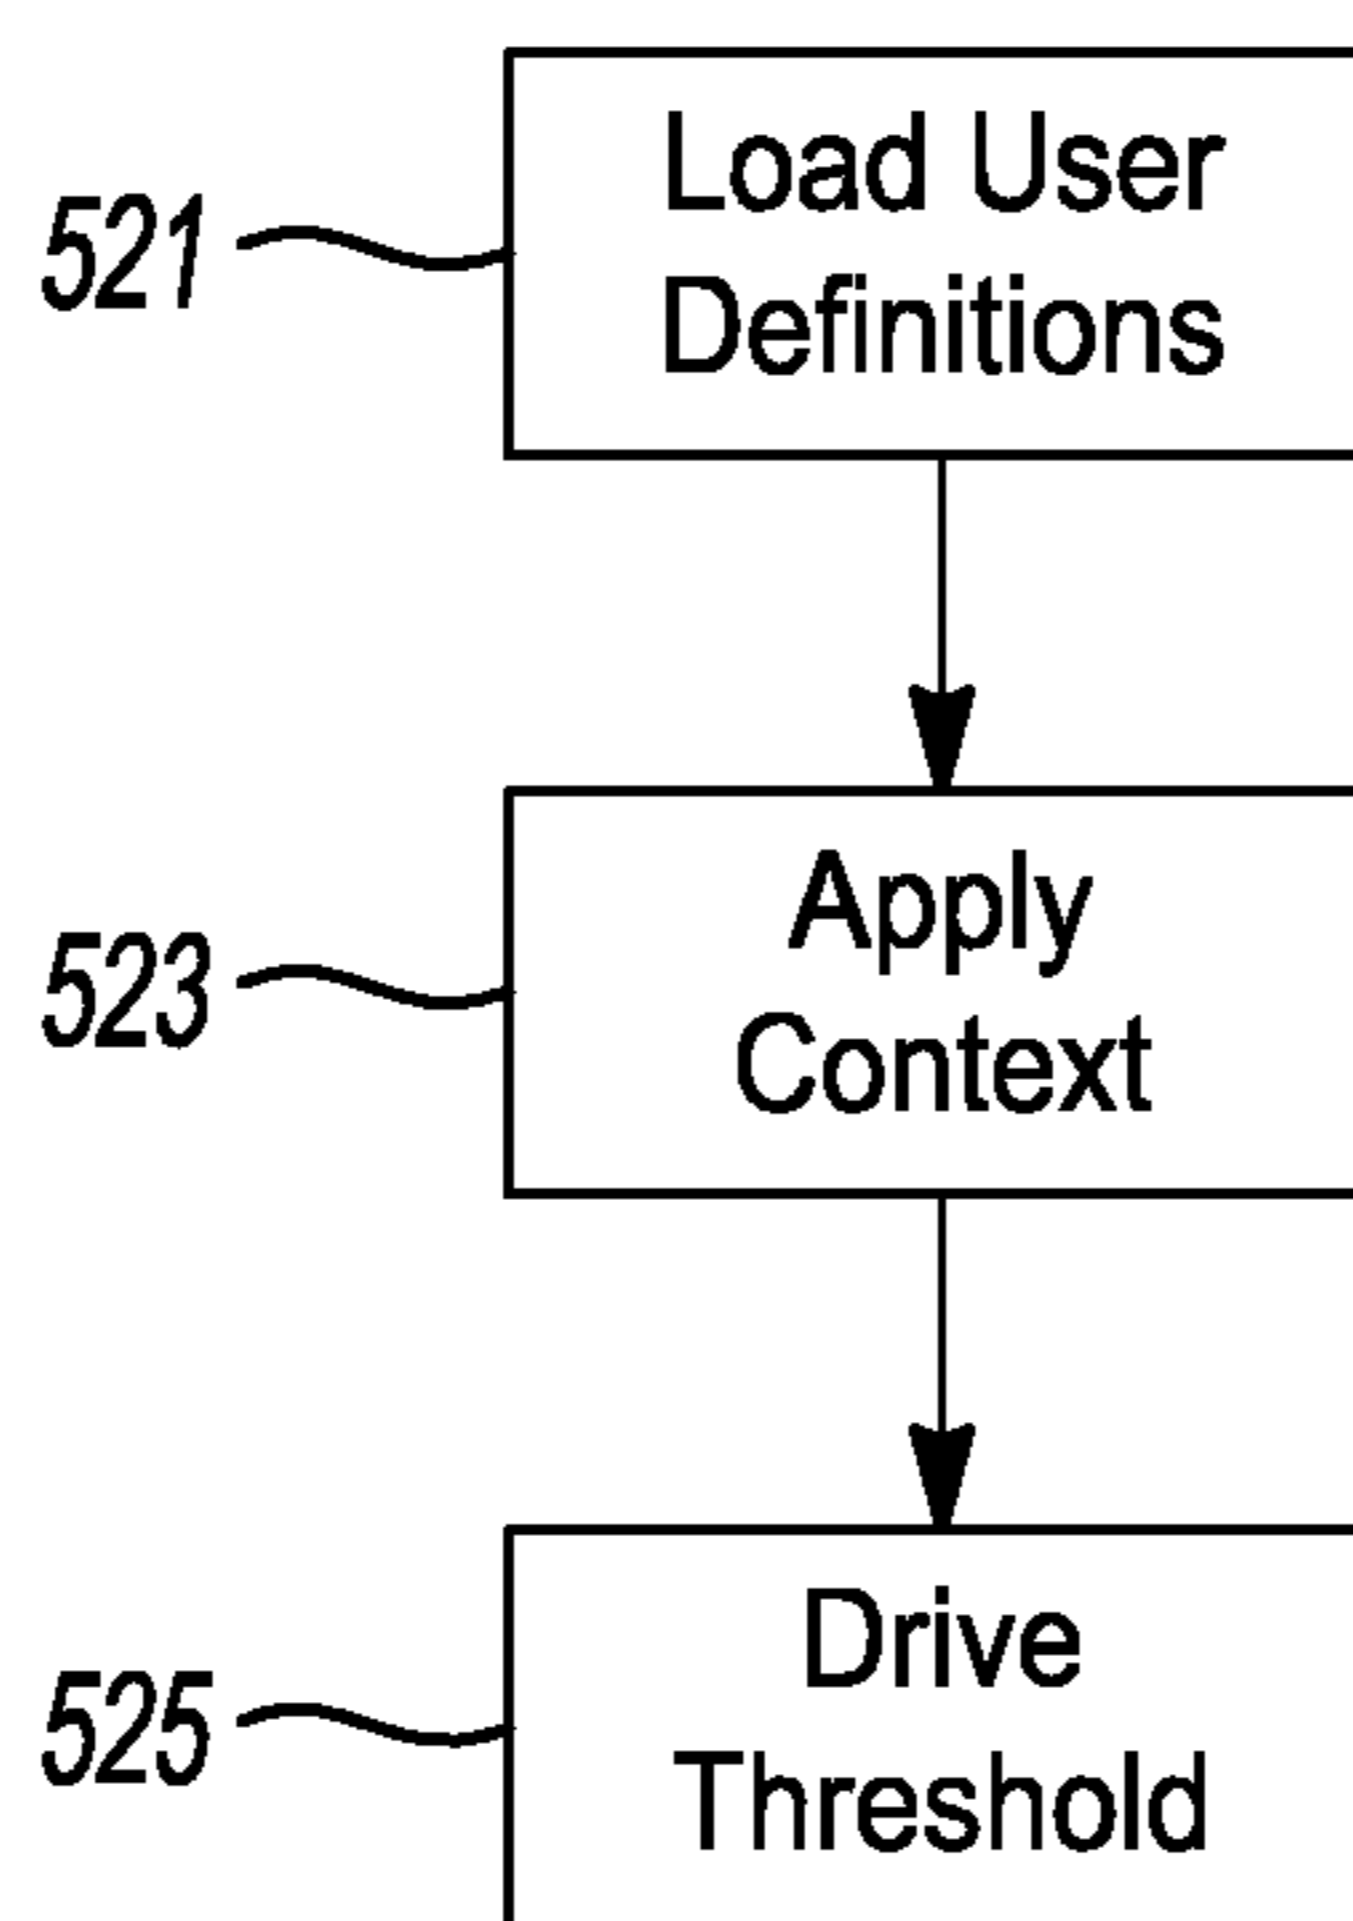 521
Load User
Definitions
523
Apply
Context
525
Drive
Threshold